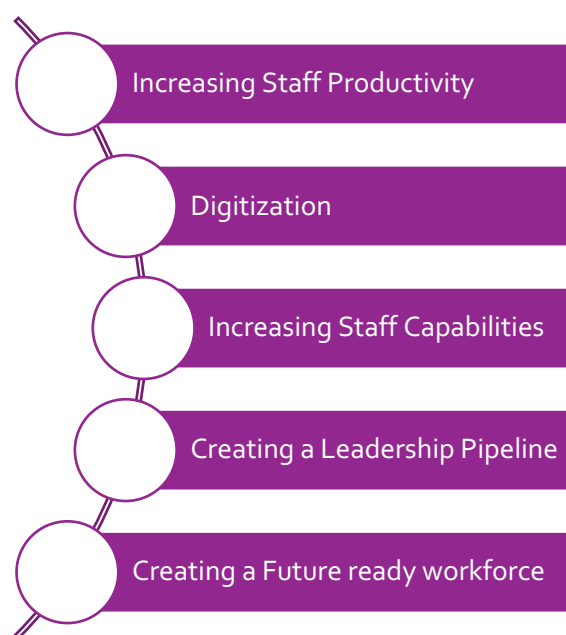 Increasing Staff Productivity
Digitization
Increasing Staff Capabilities
Creating a Leadership Pipeline
Creating a Future ready workforce